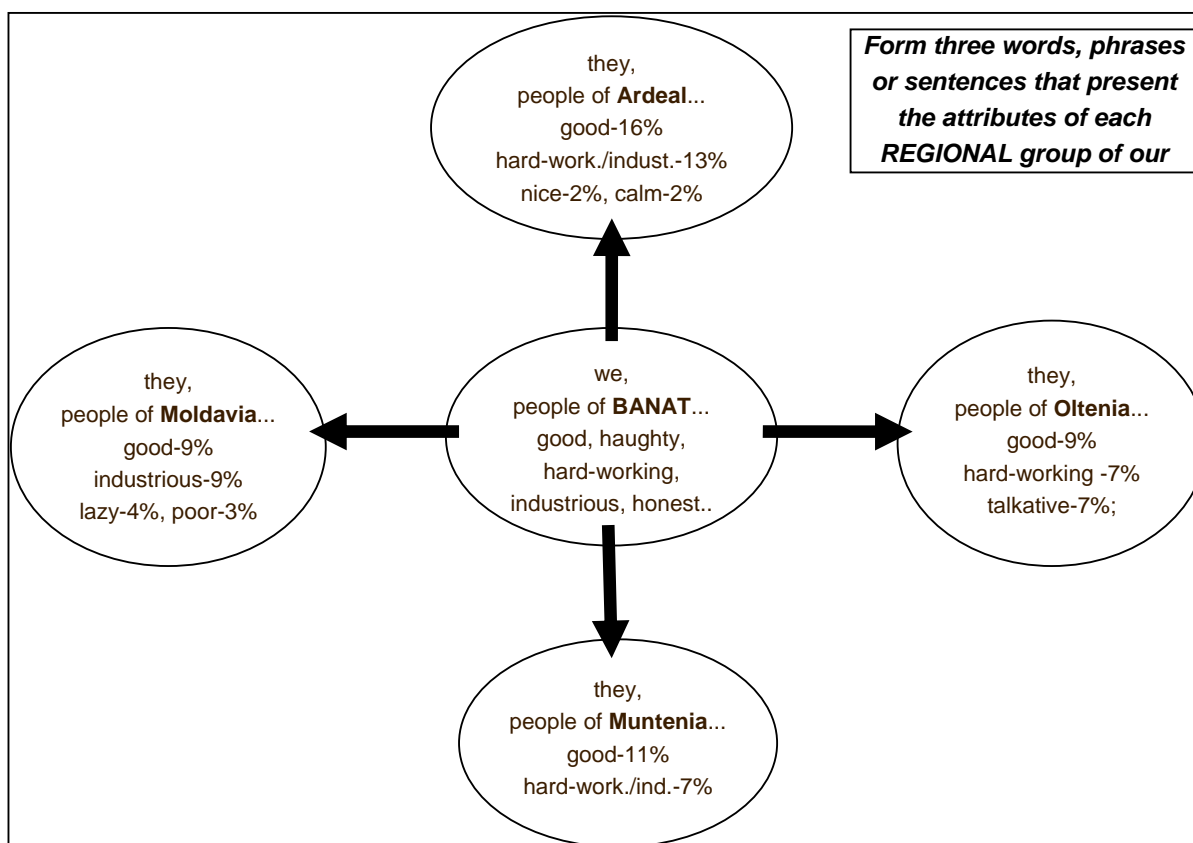 they,
people of Ardeal...
good-16%
hard-work./indust.-13%
nice-2%, calm-2%
Form three words, phrases
or sentences that present
the attributes of each
REGIONAL group of our
they,
people of Moldavia...
good-9%
industrious-9%
lazy-4%, poor-3%
we,
people of BANAT...
good, haughty,
hard-working,
industrious, honest..
they,
people of Oltenia...
good-9%
hard-working -7%
talkative-7%;
they,
people of Muntenia...
good-11%
hard-work./ind.-7%